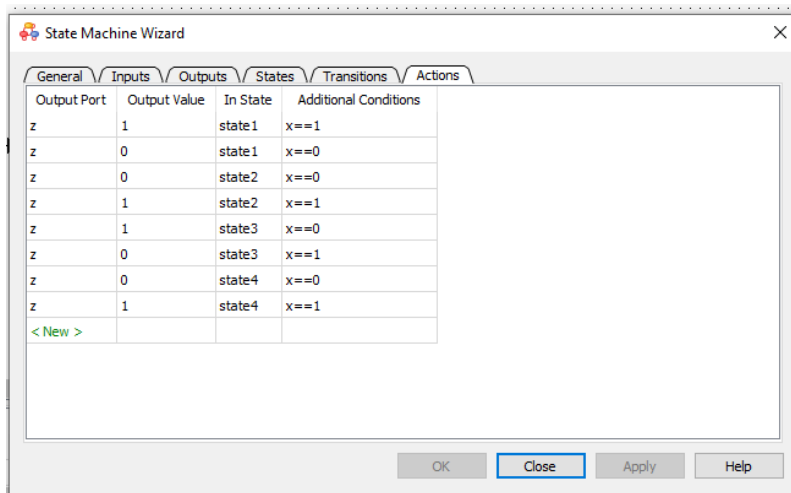 State Machine Wizard
General Inputs Outputs States Transitions Actions
Output Port Output Value In State Additional Conditions
z 1 state1 x==1
z 0 state1 x==0
z 0 state2 x==0
z 1 state2 x==1
z 1 state3 x==0
z 0 state3 x==1
z 0 state4 x==0
z 1 state4 x==1
< New >
OK Close Apply Help